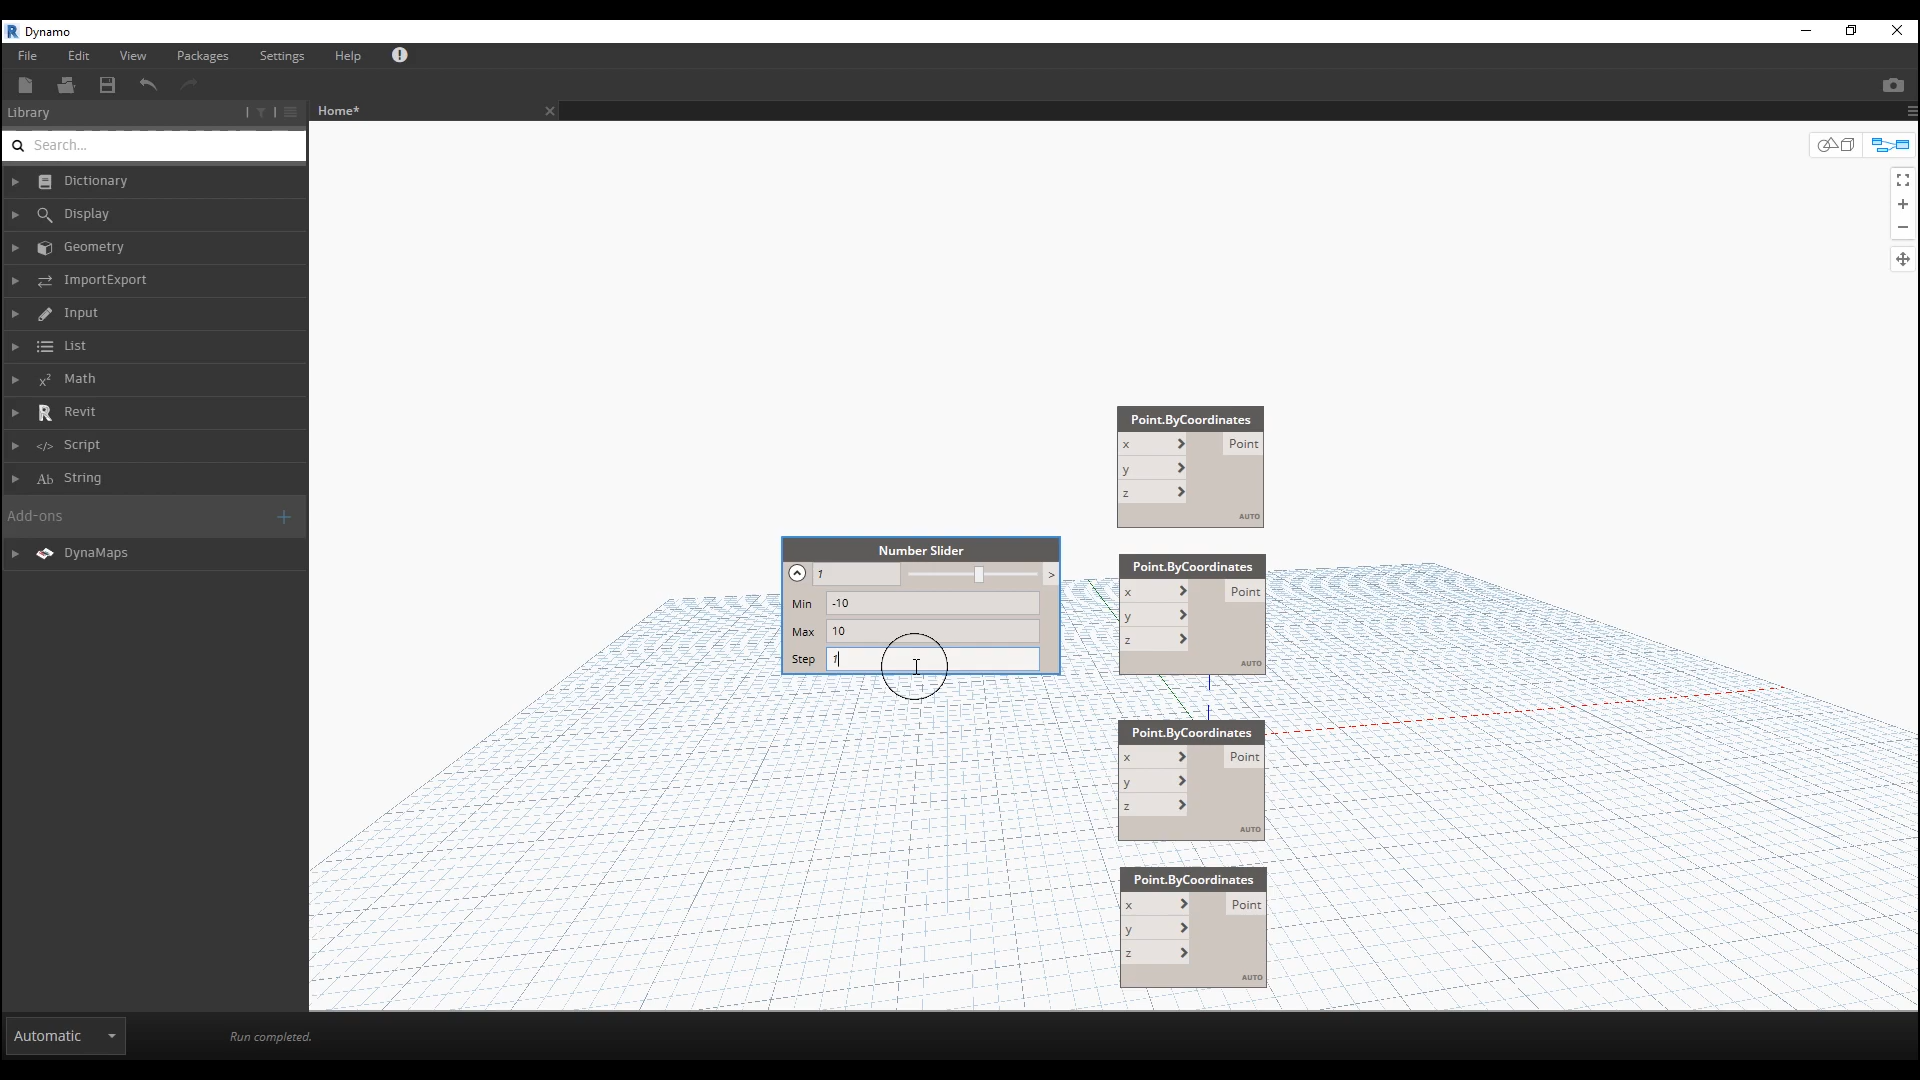 Dynamo
File Edit View Packages Settings Help
Library
Home*
Search...
Dictionary
Display
Geometry
ImportExport
Input
List
Math
Revit
Script
String
Add-ons
DynaMaps
Number Slider
1 >
Min -10
Max 10
Step 1
Point.ByCoordinates
x > Point
y >
z >
AUTO
Point.ByCoordinates
x > Point
y >
z >
AUTO
Point.ByCoordinates
x > Point
y >
z >
AUTO
Point.ByCoordinates
x > Point
y >
z >
AUTO
Automatic
Run completed.